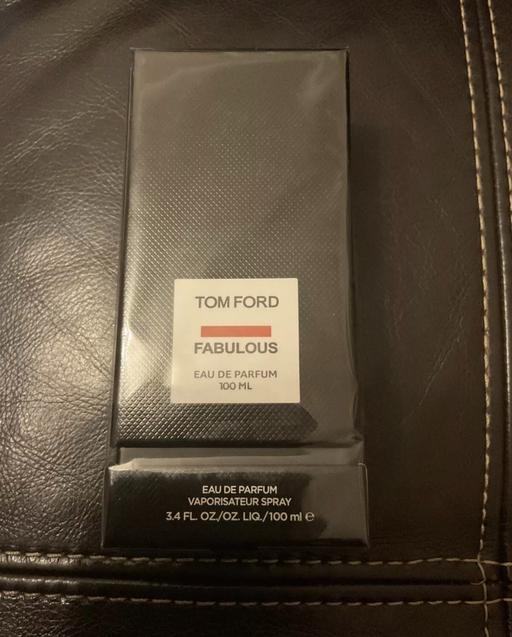 TOM FORD
FABULOUS
EAU DE PARFUM
100 ML
EAU DE PARFUM
VAPORISATEUR SPRAY
3.4 FL. OZ./OZ. LIQ./100 ml ℮